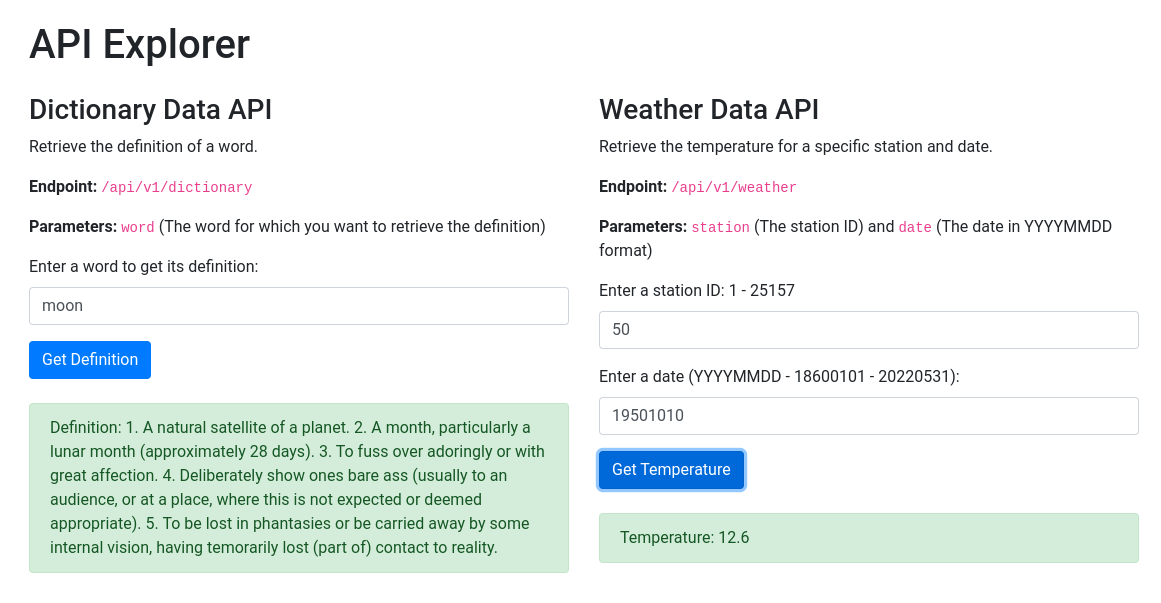 API Explorer
Dictionary Data API
Retrieve the definition of a word.
Endpoint: /api/v1/dictionary
Parameters: word (The word for which you want to retrieve the definition)
Enter a word to get its definition:
moon
Get Definition
Definition: 1. A natural satellite of a planet. 2. A month, particularly a
lunar month (approximately 28 days). 3. To fuss over adoringly or with
great affection. 4. Deliberately show ones bare ass (usually to an
audience, or at a place, where this is not expected or deemed
appropriate). 5. To be lost in phantasies or be carried away by some
internal vision, having temorarily lost (part of) contact to reality.
Weather Data API
Retrieve the temperature for a specific station and date.
Endpoint: /api/v1/weather
Parameters: station (The station ID) and date (The date in YYYYMMDD
format)
Enter a station ID: 1 - 25157
50
Enter a date (YYYYMMDD - 18600101 - 20220531):
19501010
Get Temperature
Temperature: 12.6